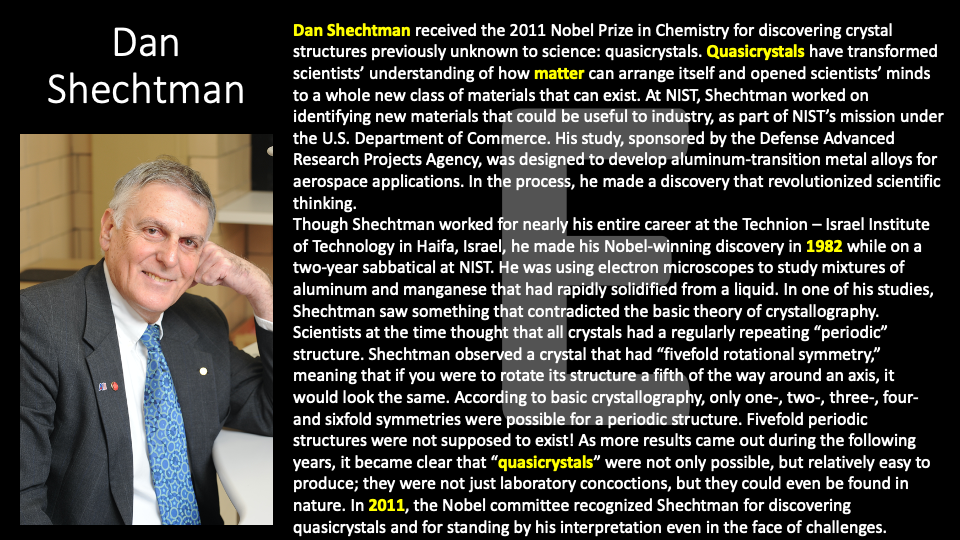 Dan
Shechtman
Dan Shechtman received the 2011 Nobel Prize in Chemistry for discovering crystal
structures previously unknown to science: quasicrystals. Quasicrystals have transformed
scientists’ understanding of how matter can arrange itself and opened scientists’ minds
to a whole new class of materials that can exist. At NIST, Shechtman worked on
identifying new materials that could be useful to industry, as part of NIST’s mission under
the U.S. Department of Commerce. His study, sponsored by the Defense Advanced
Research Projects Agency, was designed to develop aluminum-transition metal alloys for
aerospace applications. In the process, he made a discovery that revolutionized scientific
thinking.
Though Shechtman worked for nearly his entire career at the Technion – Israel Institute
of Technology in Haifa, Israel, he made his Nobel-winning discovery in 1982 while on a
two-year sabbatical at NIST. He was using electron microscopes to study mixtures of
aluminum and manganese that had rapidly solidified from a liquid. In one of his studies,
Shechtman saw something that contradicted the basic theory of crystallography.
Scientists at the time thought that all crystals had a regularly repeating “periodic”
structure. Shechtman observed a crystal that had “fivefold rotational symmetry,”
meaning that if you were to rotate its structure a fifth of the way around an axis, it
would look the same. According to basic crystallography, only one-, two-, three-, four-
and sixfold symmetries were possible for a periodic structure. Fivefold periodic
structures were not supposed to exist! As more results came out during the following
years, it became clear that “quasicrystals” were not only possible, but relatively easy to
produce; they were not just laboratory concoctions, but they could even be found in
nature. In 2011, the Nobel committee recognized Shechtman for discovering
quasicrystals and for standing by his interpretation even in the face of challenges.